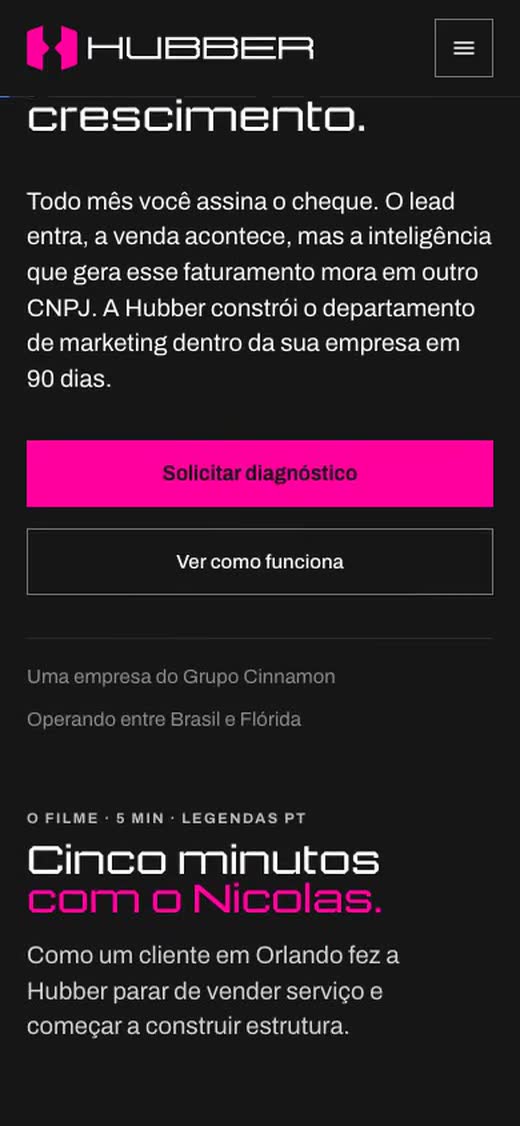 HUBBER
crescimento.
Todo mês você assina o cheque. O lead
entra, a venda acontece, mas a inteligência
que gera esse faturamento mora em outro
CNPJ. A Hubber constrói o departamento
de marketing dentro da sua empresa em
90 dias.
Solicitar diagnóstico
Ver como funciona
Uma empresa do Grupo Cinnamon
Operando entre Brasil e Flórida
O FILME · 5 MIN · LEGENDAS PT
Cinco minutos
com o Nicolas.
Como um cliente em Orlando fez a
Hubber parar de vender serviço e
começar a construir estrutura.